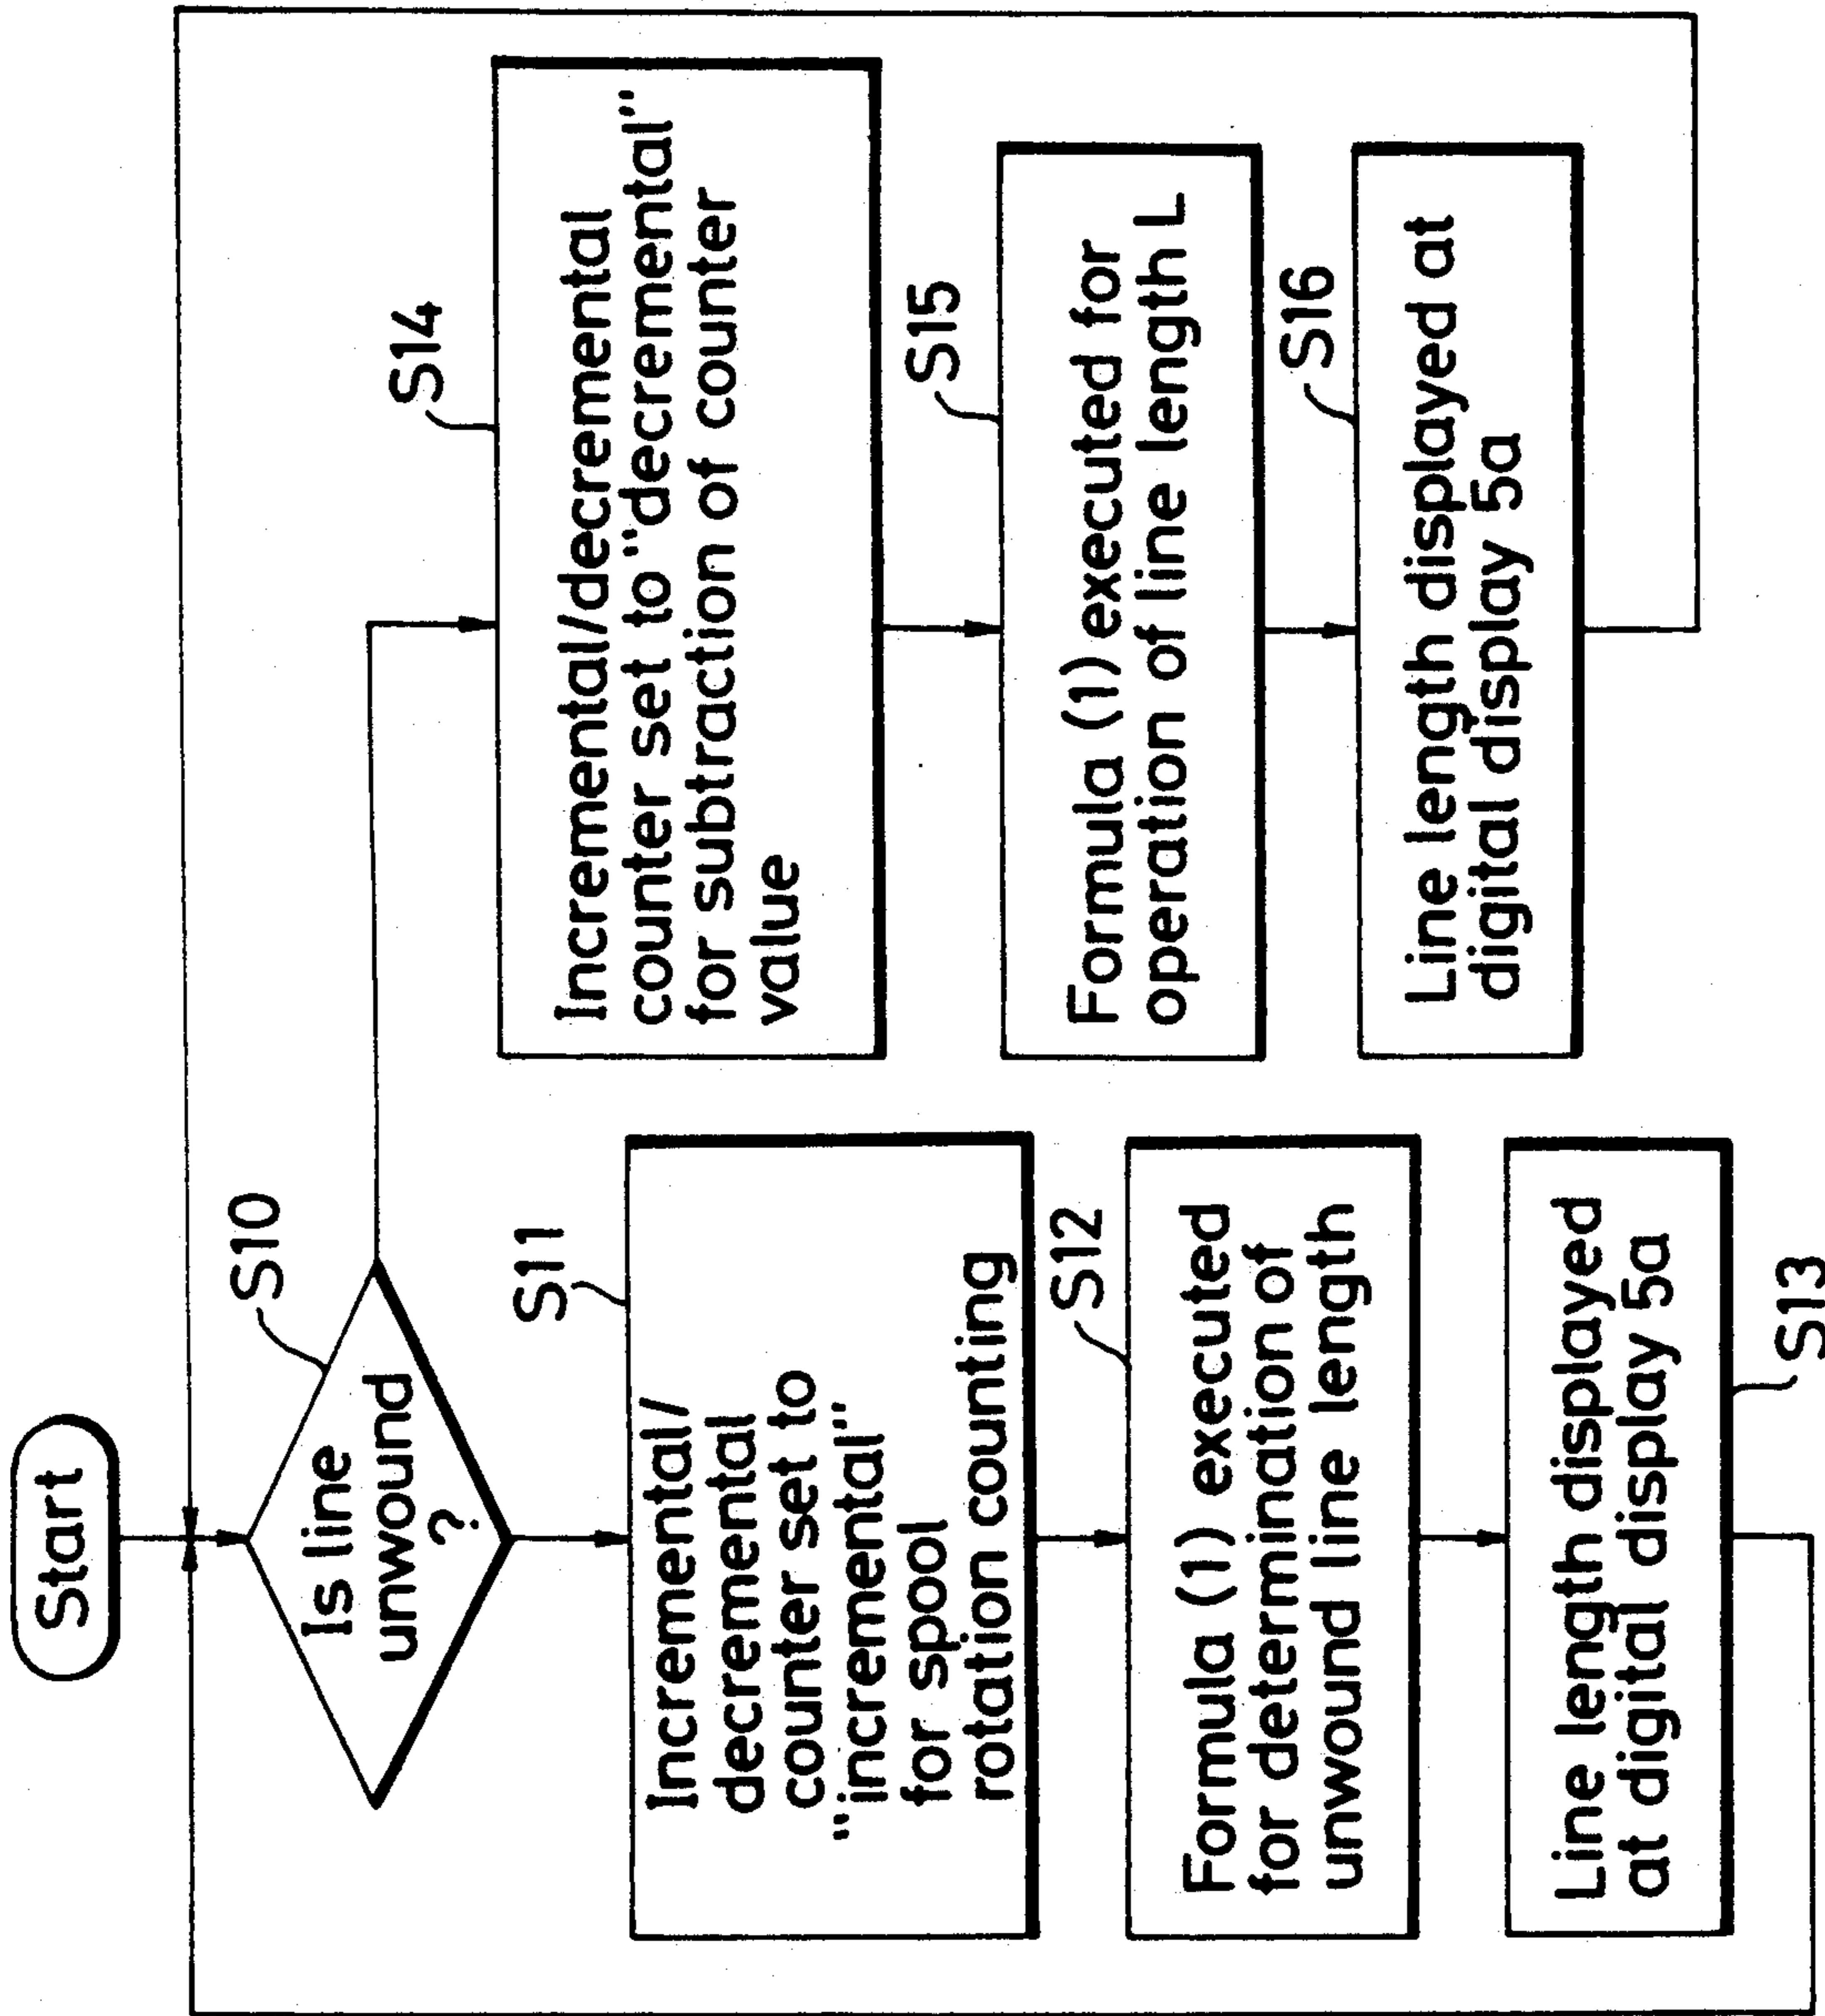 Start
S10
Is line
unwound
?
S11
Incremental/
decremental
counter set to
"incremental"
for spool
rotation counting
S12
Formula (1) executed
for determination of
unwound line length
Line length displayed
at digital display 5a
S13
S14
Incremental/decremental
counter set to "decremental"
for subtraction of counter
value
S15
Formula (1) executed for
operation of line length L
S16
Line length displayed at
digital display 5a